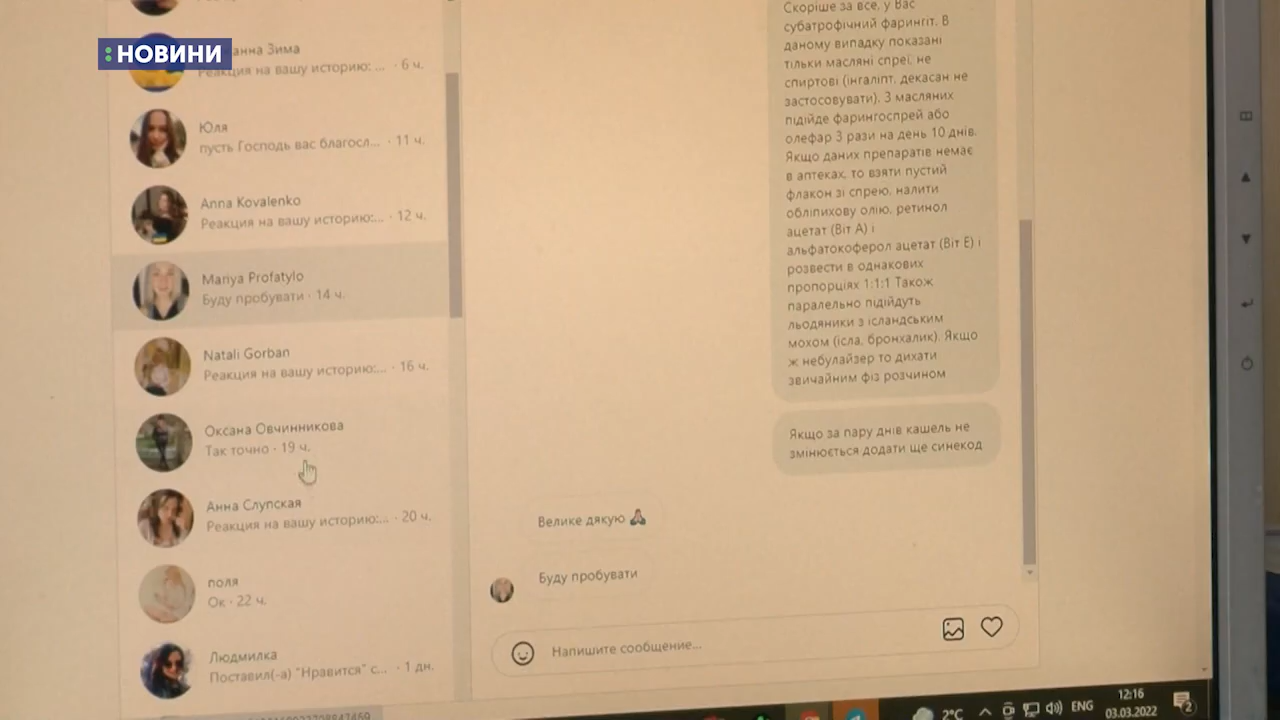 :НОВИНИ
анна Зима
Реакция на вашу историю: ... · 6 ч.
Юля
пусть Господь вас благосл... · 11 ч.
Anna Kovalenko
Реакция на вашу историю:... · 12 ч.
Mariya Profatylo
Буду пробувати · 14 ч.
Natali Gorban
Реакция на вашу историю:... · 16 ч.
Оксана Овчинникова
Так точно · 19 ч.
Анна Слупская
Реакция на вашу историю:... · 20 ч.
поля
Ок · 22 ч.
Людмилка
Поставил(-а) "Нравится" с... · 1 дн.
Скоріше за все, у Вас
субатрофічний фарингіт. В
даному випадку показані
тільки масляні спреї, не
спиртові (інгаліпт, декасан не
застосовувати). З масляних
підійде фарингоспрей або
олефар 3 рази на день 10 днів.
Якщо даних препаратів немає
в аптеках, то взяти пустий
флакон зі спрею, налити
обліпихову олію, ретинол
ацетат (Віт А) і
альфатокоферол ацетат (Віт Е) і
розвести в однакових
пропорціях 1:1:1 Також
паралельно підійдуть
льодяники з ісландським
мохом (ісла, бронхалик). Якщо
ж небулайзер то дихати
звичайним фіз розчином
Якщо за пару днів кашель не
змінюється додати ще синекод
Велике дякую 🙏
Буду пробувати
Напишите сообщение...
2°C
ENG
12:16
03.03.2022
2